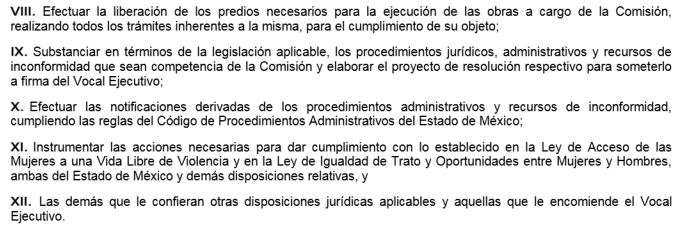 VIII. Efectuar la liberación de los predios necesarios para la ejecución de las obras a cargo de la Comisión,
realizando todos los trámites inherentes a la misma, para el cumplimiento de su objeto;
IX. Substanciar en términos de la legislación aplicable, los procedimientos jurídicos, administrativos y recursos de
inconformidad que sean competencia de la Comisión y elaborar el proyecto de resolución respectivo para someterlo
a firma del Vocal Ejecutivo;
X. Efectuar las notificaciones derivadas de los procedimientos administrativos y recursos de inconformidad,
cumpliendo las reglas del Código de Procedimientos Administrativos del Estado de México;
XI. Instrumentar las acciones necesarias para dar cumplimiento con lo establecido en la Ley de Acceso de las
Mujeres a una Vida Libre de Violencia y en la Ley de Igualdad de Trato y Oportunidades entre Mujeres y Hombres,
ambas del Estado de México y demás disposiciones relativas, y
XII. Las demás que le confieran otras disposiciones jurídicas aplicables y aquellas que le encomiende el Vocal
Ejecutivo.